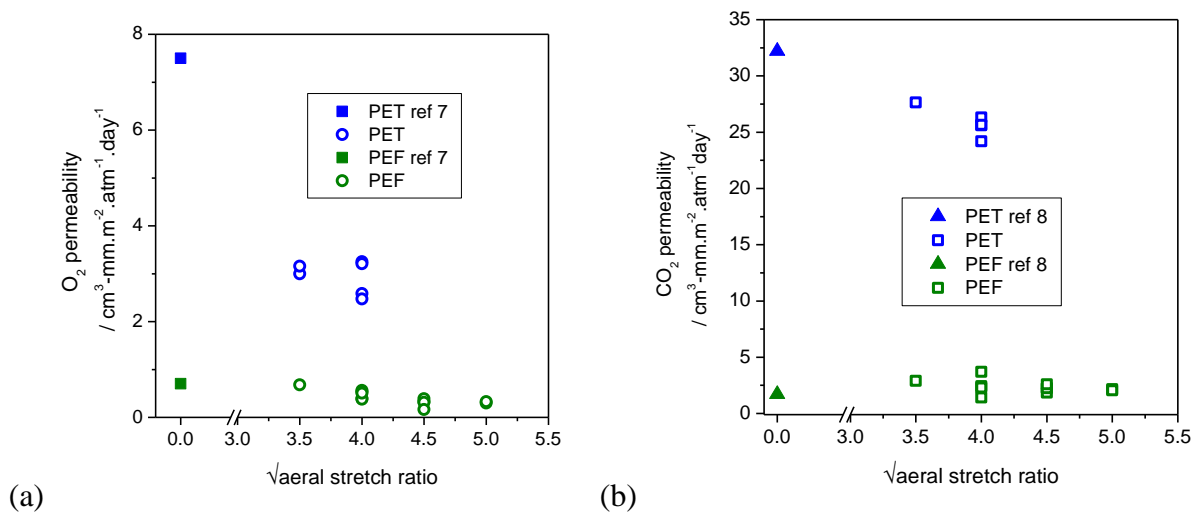 8
6
4
2
0
O₂ permeability
/ cm³-mm.m⁻².atm⁻¹.day⁻¹
PET ref 7
PET
PEF ref 7
PEF
0.0 3.0 3.5 4.0 4.5 5.0 5.5
√aeral stretch ratio
(a)
35
30
25
20
15
10
5
0
CO₂ permeability
/ cm³-mm.m⁻².atm⁻¹day⁻¹
PET ref 8
PET
PEF ref 8
PEF
0.0 3.0 3.5 4.0 4.5 5.0 5.5
√aeral stretch ratio
(b)